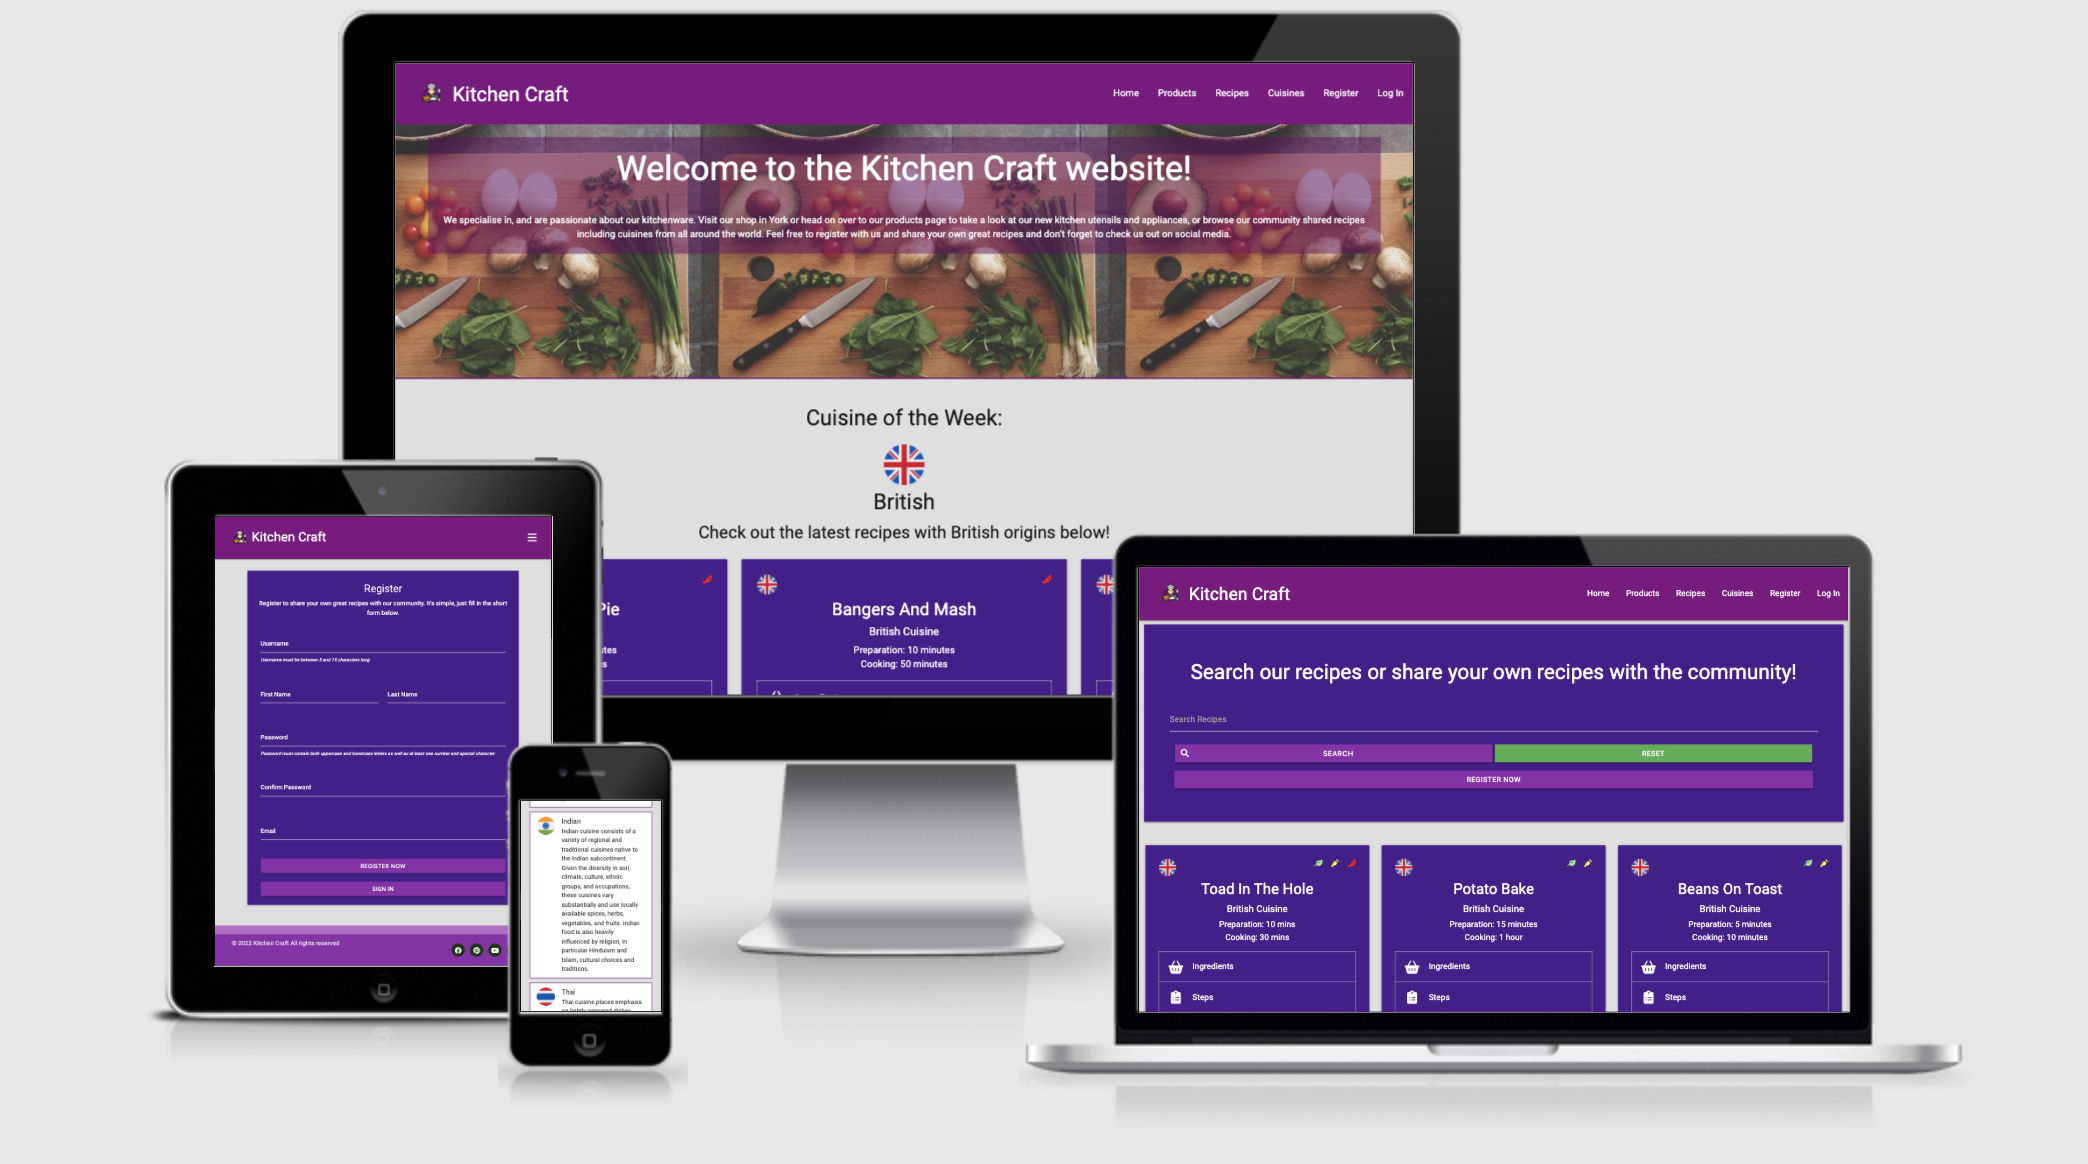 Kitchen Craft
Home Products Recipes Cuisines Register Log In
Welcome to the Kitchen Craft website!
We specialise in, and are passionate about our kitchenware. Visit our shop in York or head on over to our products page to take a look at our new kitchen utensils and appliances, or browse our community shared recipes
including cuisines from all around the world. Feel free to register with us and share your own great recipes and don't forget to check us out on social media.
Cuisine of the Week:
British
Check out the latest recipes with British origins below!
Pie
Bangers And Mash
British Cuisine
Preparation: 10 minutes
Cooking: 50 minutes
Kitchen Craft
Register
Register to share your own great recipes with our community. It's simple, just fill in the short
form below.
Username
Username must be between 5 and 15 characters long
First Name Last Name
Password
Password must contain both uppercase and lowercase letters as well as at least one number and special character
Confirm Password
Email
REGISTER NOW
SIGN IN
© 2022 Kitchen Craft All rights reserved
Indian
Indian cuisine consists of a
variety of regional and
traditional cuisines native to
the Indian subcontinent.
Given the diversity in soil,
climate, culture, ethnic
groups, and occupations,
these cuisines vary
substantially and use locally
available spices, herbs,
vegetables, and fruits. Indian
food is also heavily
influenced by religion, in
particular Hinduism and
Islam, cultural choices and
traditions.
Thai
Thai cuisine places emphasis
on lightly prepared dishes
Kitchen Craft
Home Products Recipes Cuisines Register Log In
Search our recipes or share your own recipes with the community!
Search Recipes
SEARCH RESET
REGISTER NOW
Toad In The Hole
British Cuisine
Preparation: 10 mins
Cooking: 30 mins
Ingredients
Steps
Potato Bake
British Cuisine
Preparation: 15 minutes
Cooking: 1 hour
Ingredients
Steps
Beans On Toast
British Cuisine
Preparation: 5 minutes
Cooking: 10 minutes
Ingredients
Steps